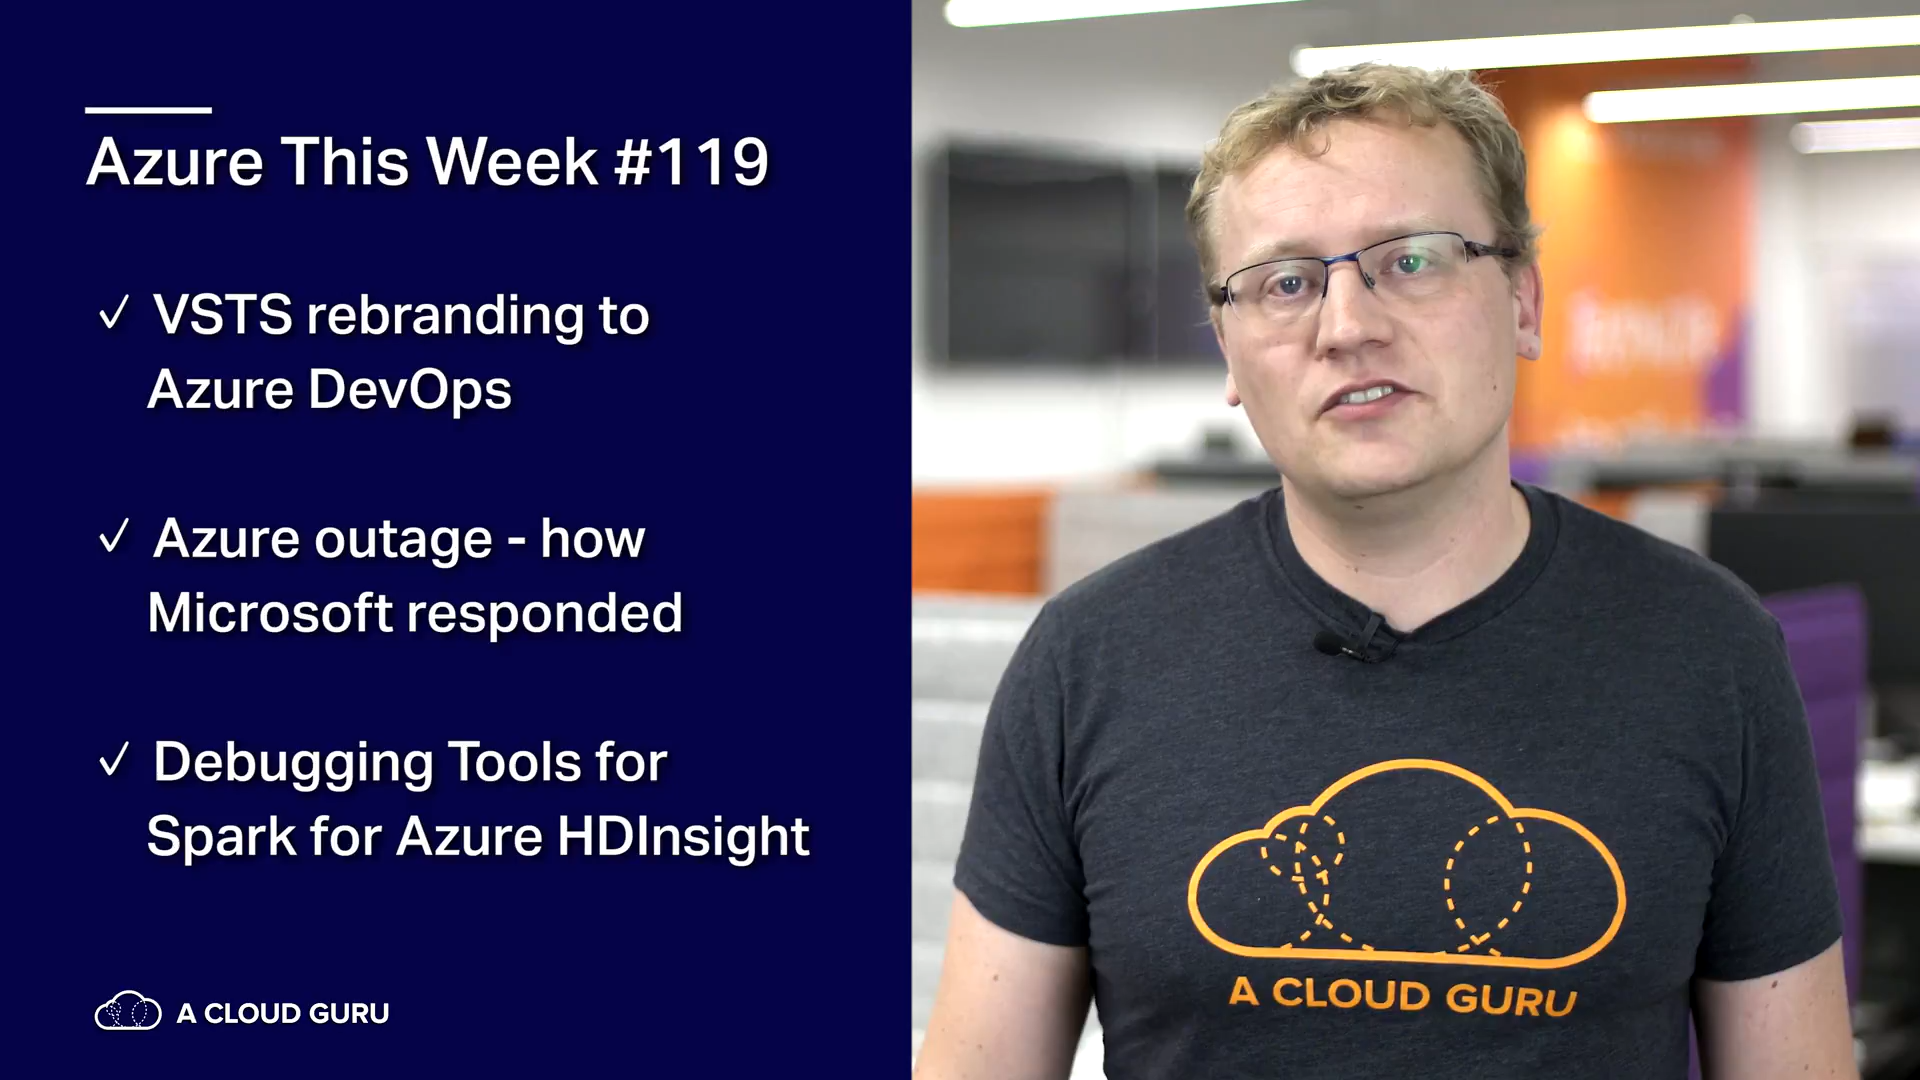 Azure This Week #119
✓ VSTS rebranding to
Azure DevOps
✓ Azure outage - how
Microsoft responded
✓ Debugging Tools for
Spark for Azure HDInsight
A CLOUD GURU
A CLOUD GURU